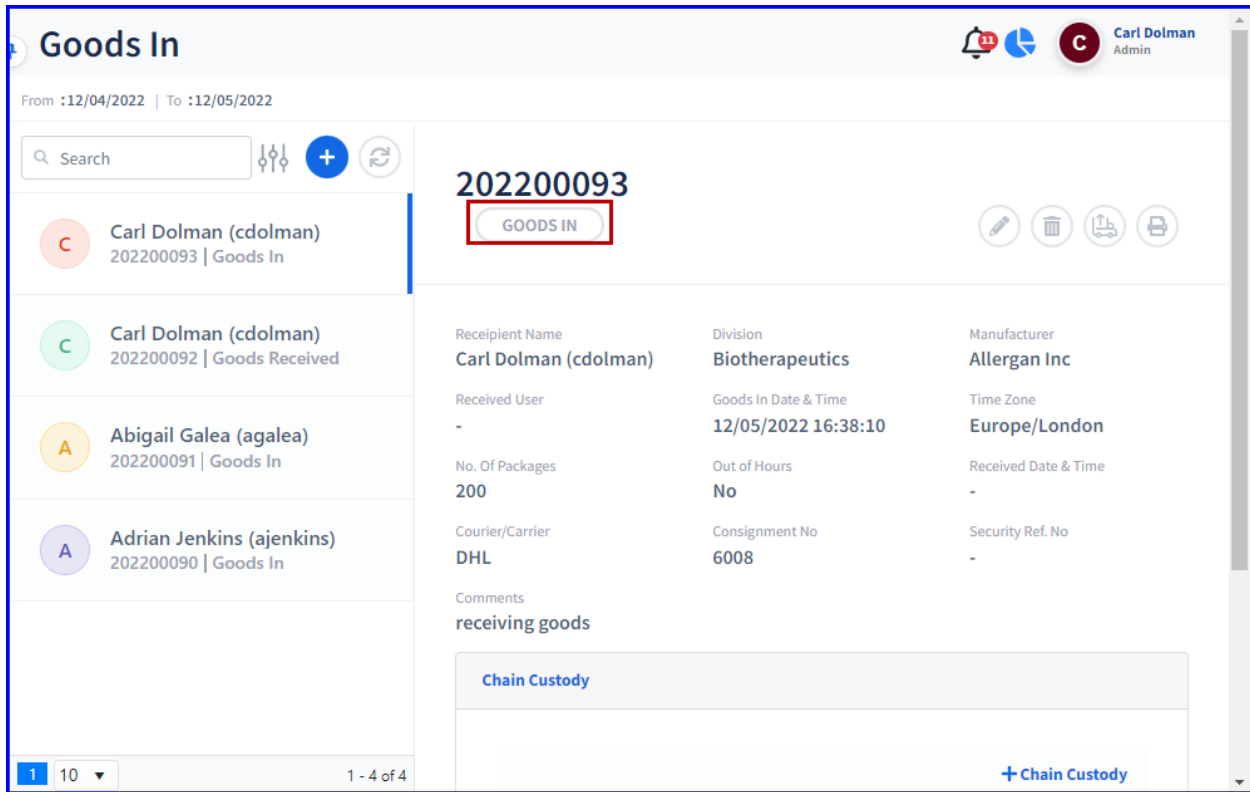 Goods In
11
C
Carl Dolman
Admin
From :12/04/2022 | To :12/05/2022
Search
C
Carl Dolman (cdolman)
202200093 | Goods In
C
Carl Dolman (cdolman)
202200092 | Goods Received
A
Abigail Galea (agalea)
202200091 | Goods In
A
Adrian Jenkins (ajenkins)
202200090 | Goods In
1 10 1 - 4 of 4
202200093
GOODS IN
Receipient Name Division Manufacturer
Carl Dolman (cdolman) Biotherapeutics Allergan Inc
Received User Goods In Date & Time Time Zone
- 12/05/2022 16:38:10 Europe/London
No. Of Packages Out of Hours Received Date & Time
200 No -
Courier/Carrier Consignment No Security Ref. No
DHL 6008 -
Comments
receiving goods
Chain Custody
+ Chain Custody